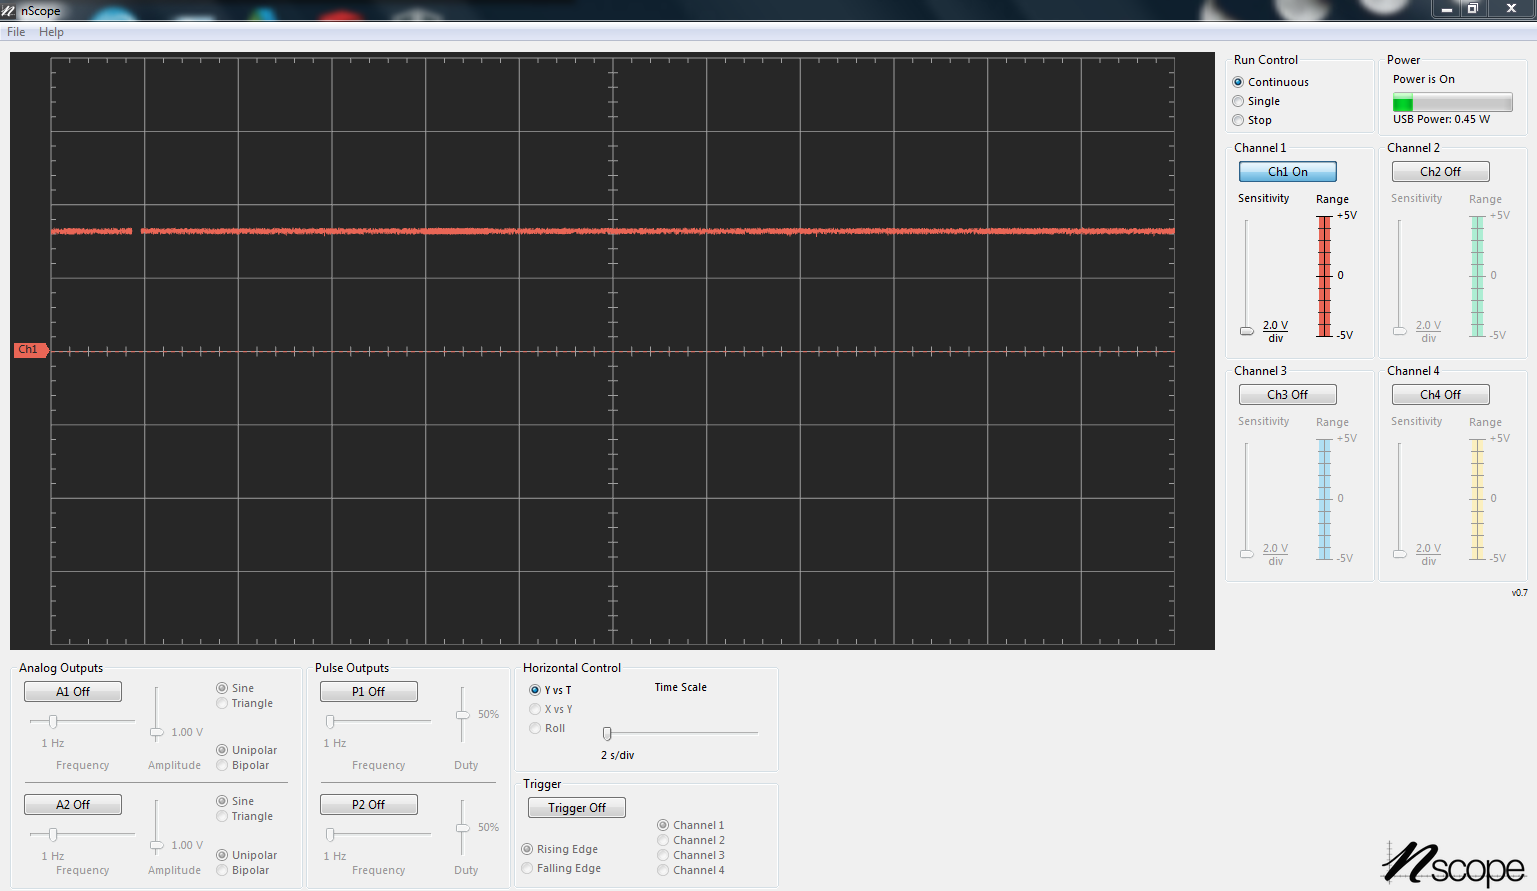 nScope
File Help
Ch1
Run Control
Continuous
Single
Stop
Power
Power is On
USB Power: 0.45 W
Channel 1
Ch1 On
Sensitivity Range
+5V
0
2.0 V
div
-5V
Channel 2
Ch2 Off
Sensitivity Range
+5V
0
2.0 V
div
-5V
Channel 3
Ch3 Off
Sensitivity Range
+5V
0
2.0 V
div
-5V
Channel 4
Ch4 Off
Sensitivity Range
+5V
0
2.0 V
div
-5V
v0.7
Analog Outputs
A1 Off
Sine
Triangle
1.00 V
1 Hz
Unipolar
Bipolar
Frequency Amplitude
A2 Off
Sine
Triangle
1.00 V
1 Hz
Unipolar
Bipolar
Frequency Amplitude
Pulse Outputs
P1 Off
50%
1 Hz
Frequency Duty
P2 Off
50%
1 Hz
Frequency Duty
Horizontal Control
Y vs T
X vs Y
Roll
Time Scale
2 s/div
Trigger
Trigger Off
Rising Edge
Falling Edge
Channel 1
Channel 2
Channel 3
Channel 4
nscope